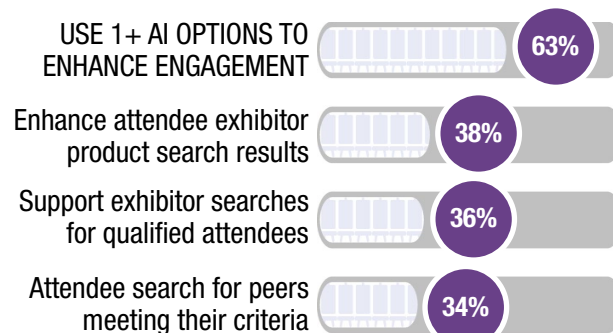 USE 1+ AI OPTIONS TO
ENHANCE ENGAGEMENT
63%
Enhance attendee exhibitor
product search results
38%
Support exhibitor searches
for qualified attendees
36%
Attendee search for peers
meeting their criteria
34%